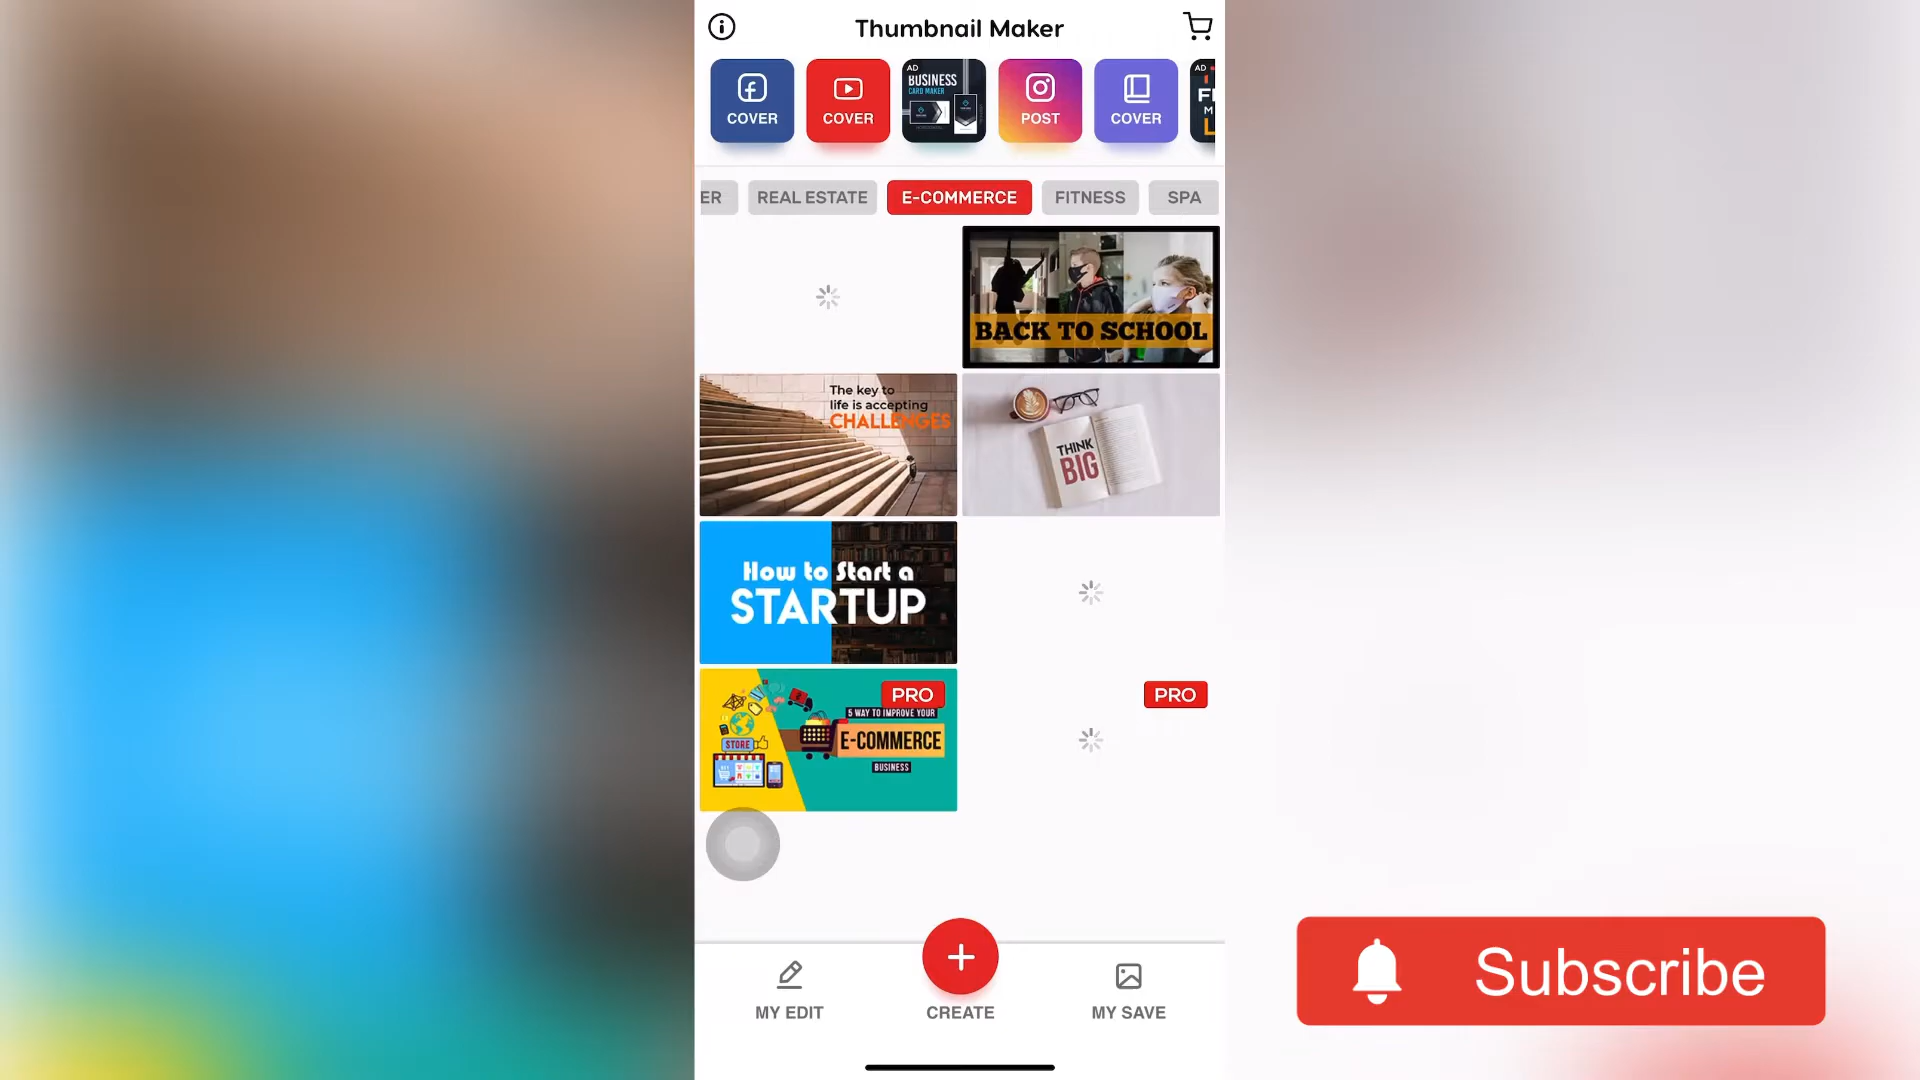 Thumbnail Maker
COVER
COVER
AD
BUSINESS
CARD MAKER
POST
COVER
AD
ER
REAL ESTATE
E-COMMERCE
FITNESS
SPA
BACK TO SCHOOL
The key to
life is accepting
CHALLENGES
THINK
BIG
How to Start a
STARTUP
PRO
5 WAY TO IMPROVE YOUR
E-COMMERCE
BUSINESS
STORE
PRO
MY EDIT
CREATE
MY SAVE
Subscribe